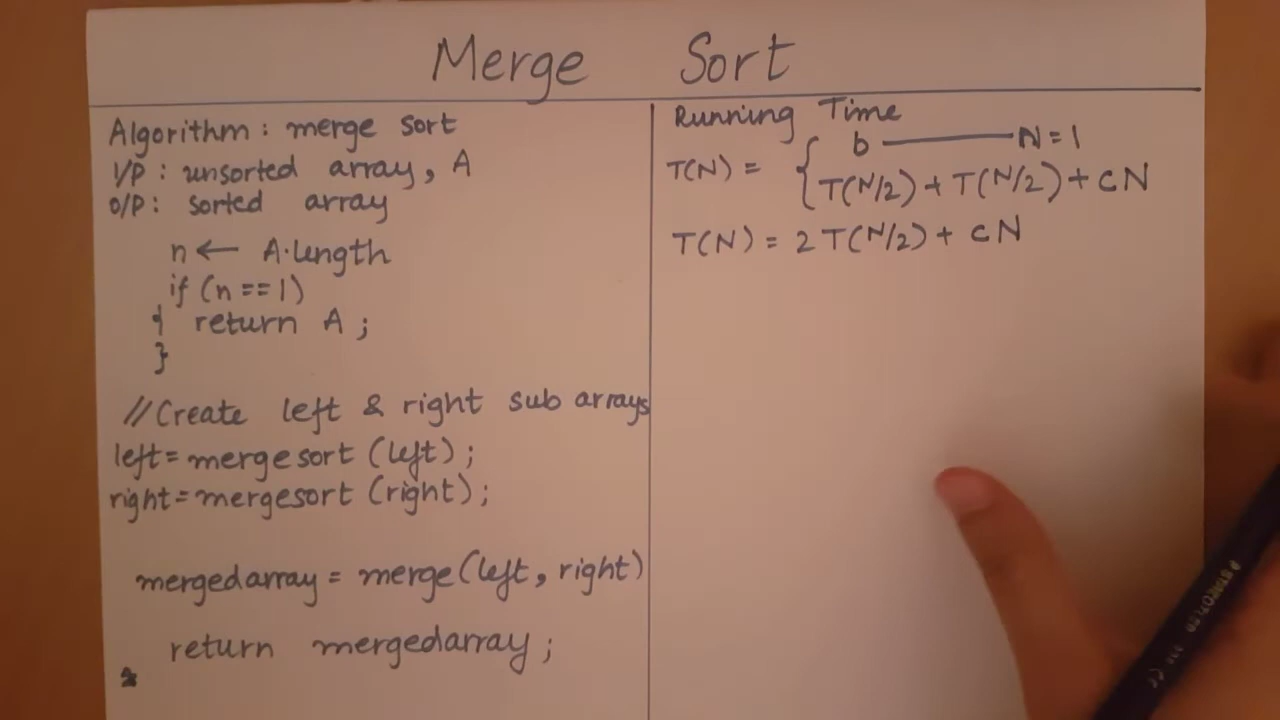 Merge Sort
Algorithm: merge sort
I/P: unsorted array, A
O/P: sorted array
n ← A.length
if (n==1)
{ return A;
}
//Create left & right sub arrays
left=mergesort(left);
right=mergesort(right);
mergedarray = merge(left, right)
return mergedarray;
Running Time
b — N=1
T(N) = {
T(N/2) + T(N/2) + cN
T(N) = 2T(N/2) + cN